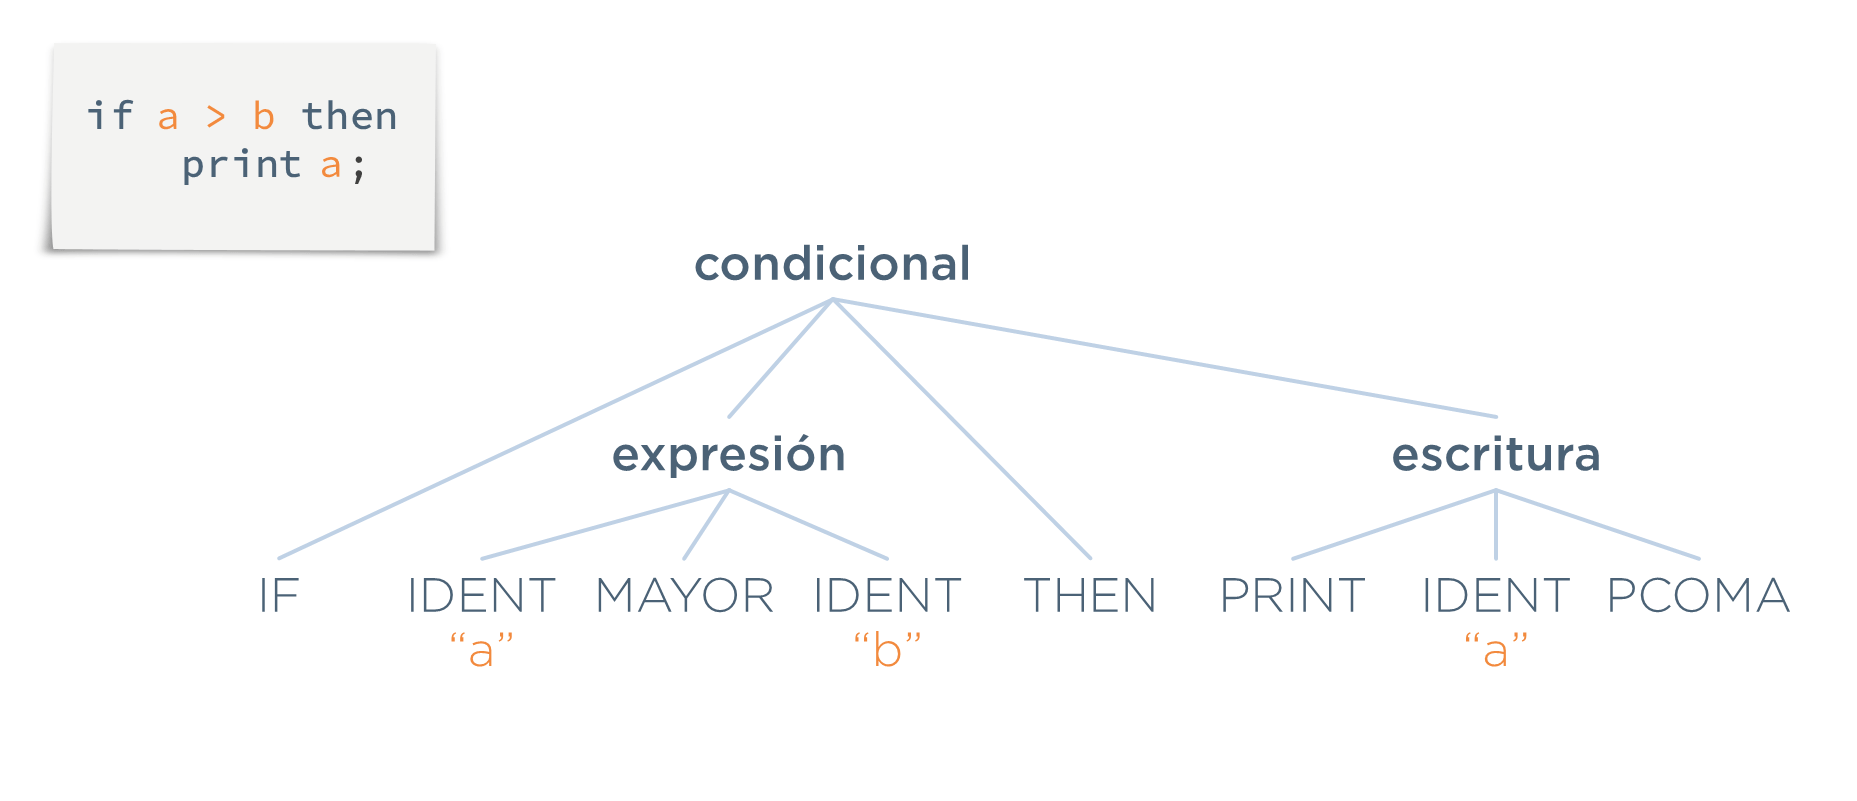 if a > b then
print a;
condicional
expresión
escritura
IF IDENT MAYOR IDENT THEN PRINT IDENT PCOMA
“a” “b” “a”